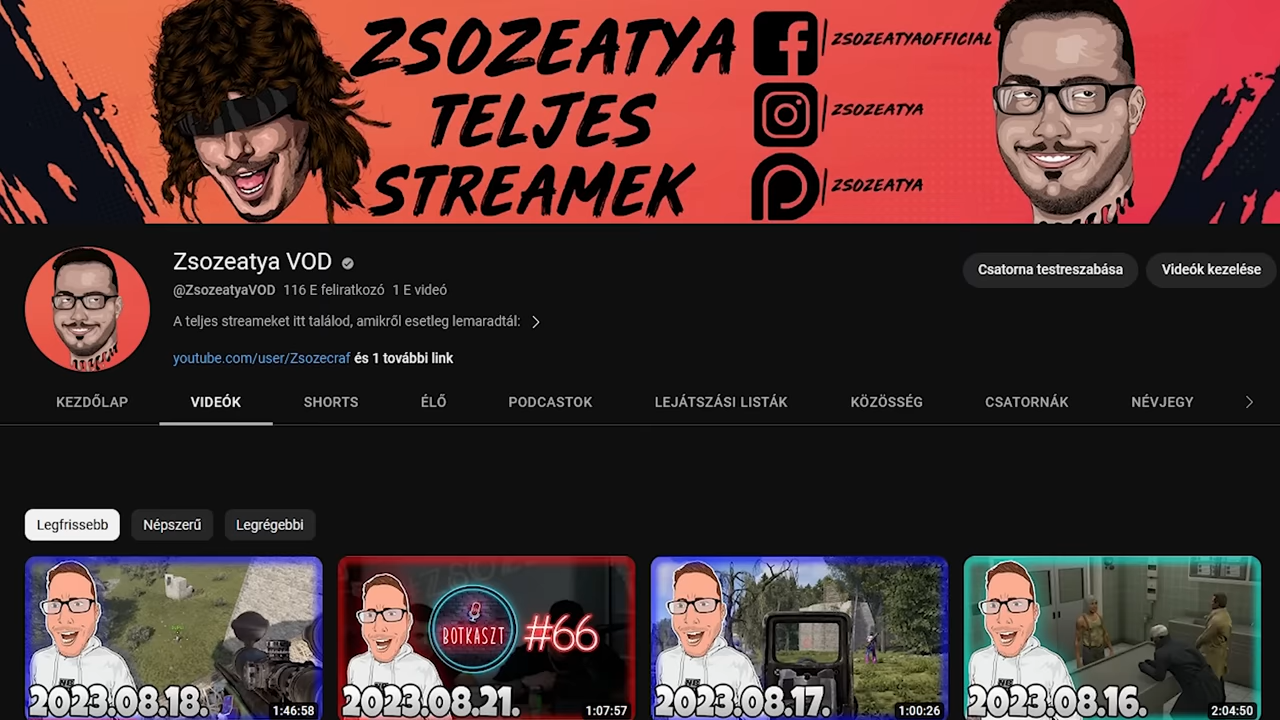 ZSOZEATYA
TELJES
STREAMEK
ZSOZEATYAOFFICIAL
ZSOZEATYA
ZSOZEATYA
Zsozeatya VOD
@ZsozeatyaVOD 116 E feliratkozó 1 E videó
A teljes streameket itt találod, amikről esetleg lemaradtál:
youtube.com/user/Zsozecraf és 1 további link
Csatorna testreszabása
Videók kezelése
KEZDŐLAP VIDEÓK SHORTS ÉLŐ PODCASTOK LEJÁTSZÁSI LISTÁK KÖZÖSSÉG CSATORNÁK NÉVJEGY
Legfrissebb Népszerű Legrégebbi
2023.08.18.
1:46:58
BOTKASZT
#66
2023.08.21.
1:07:57
2023.08.17.
1:00:26
2023.08.16.
2:04:50